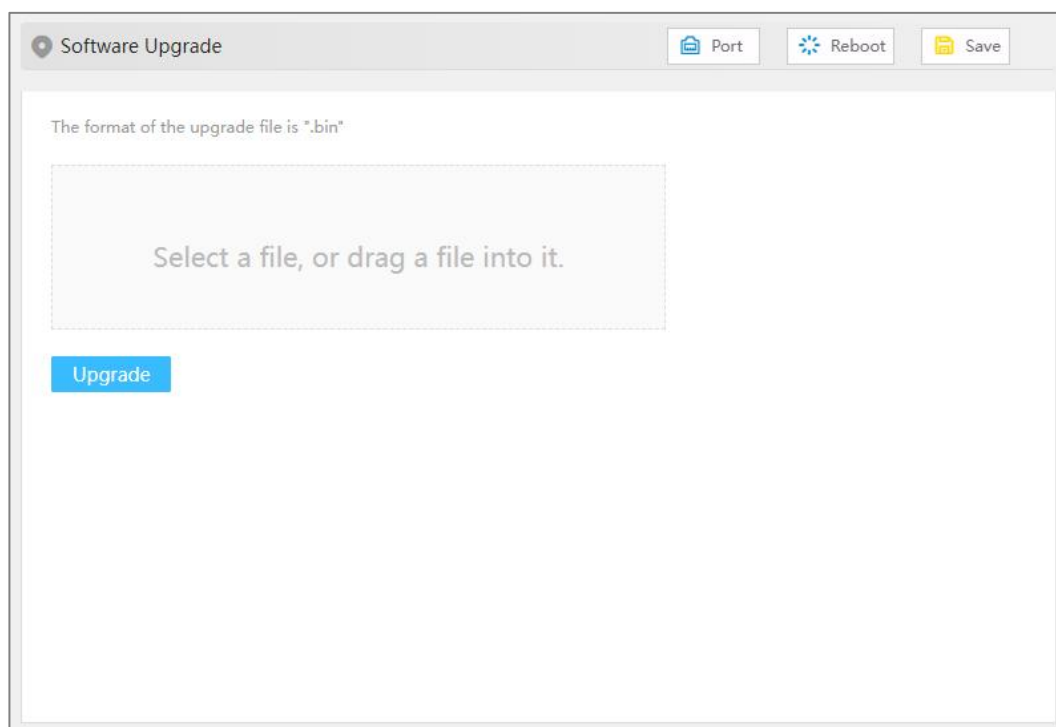 Software Upgrade
Port
Reboot
Save
The format of the upgrade file is ".bin"
Select a file, or drag a file into it.
Upgrade